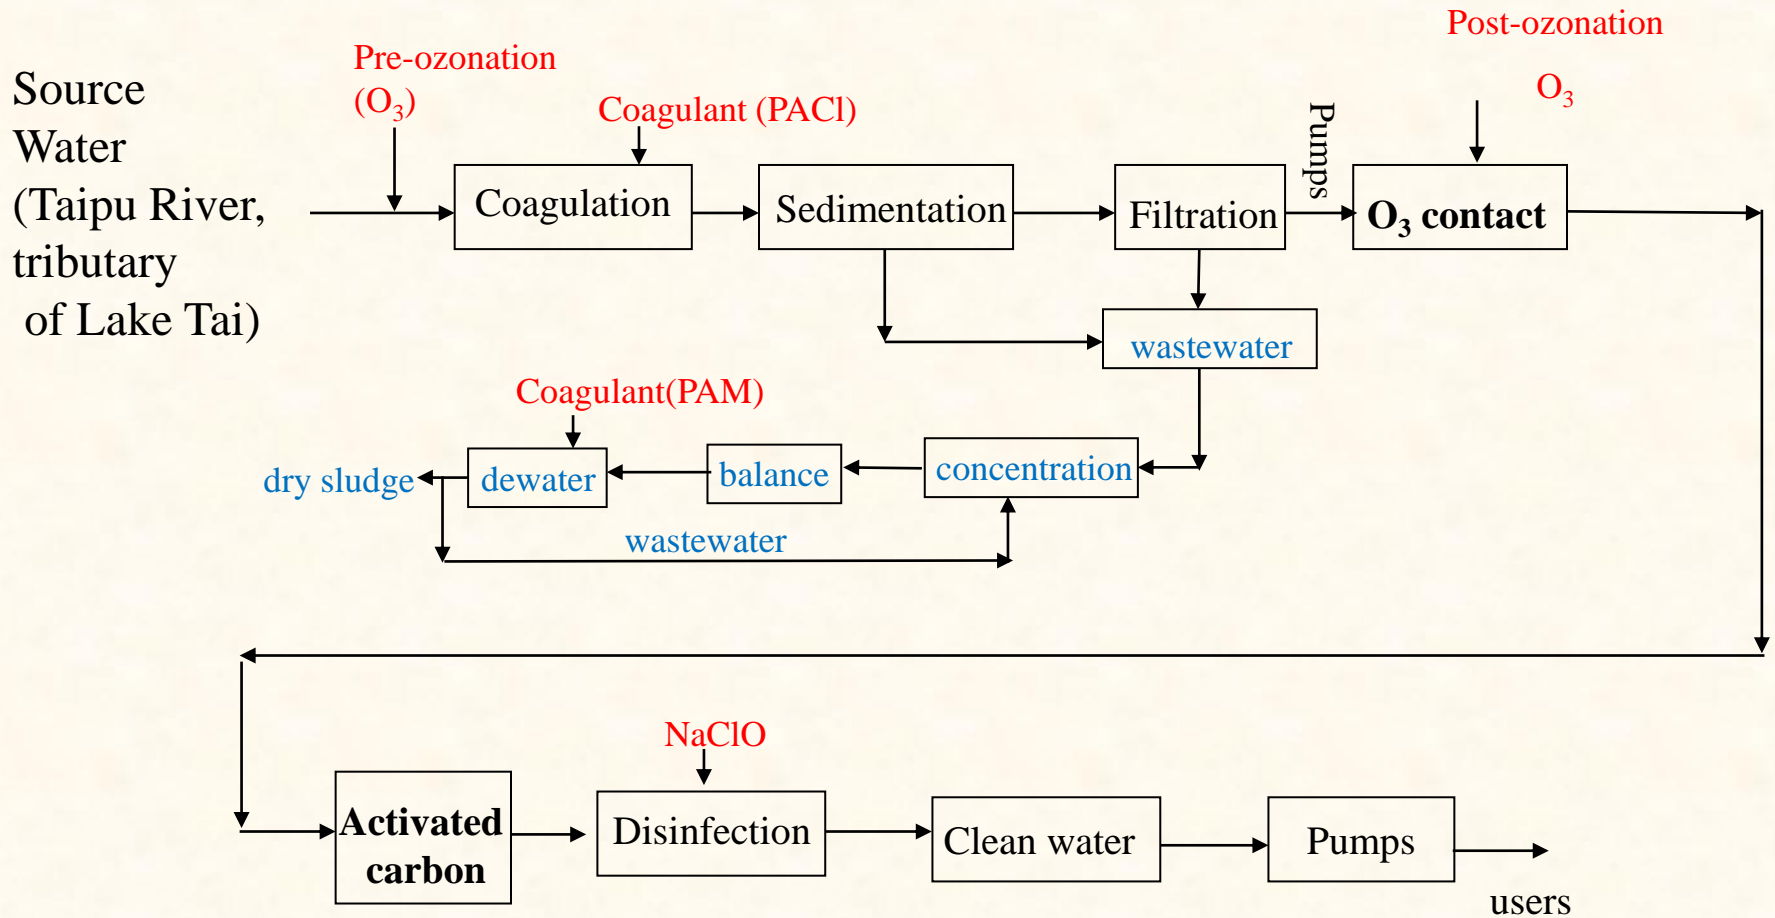 Source
Water
(Taipu River,
tributary
of Lake Tai)
Pre-ozonation
(O₃)
Coagulant (PACl)
Post-ozonation
O₃
Coagulation
Sedimentation
Filtration
Pumps
O₃ contact
wastewater
Coagulant(PAM)
dry sludge
dewater
balance
concentration
wastewater
NaClO
Activated
carbon
Disinfection
Clean water
Pumps
users